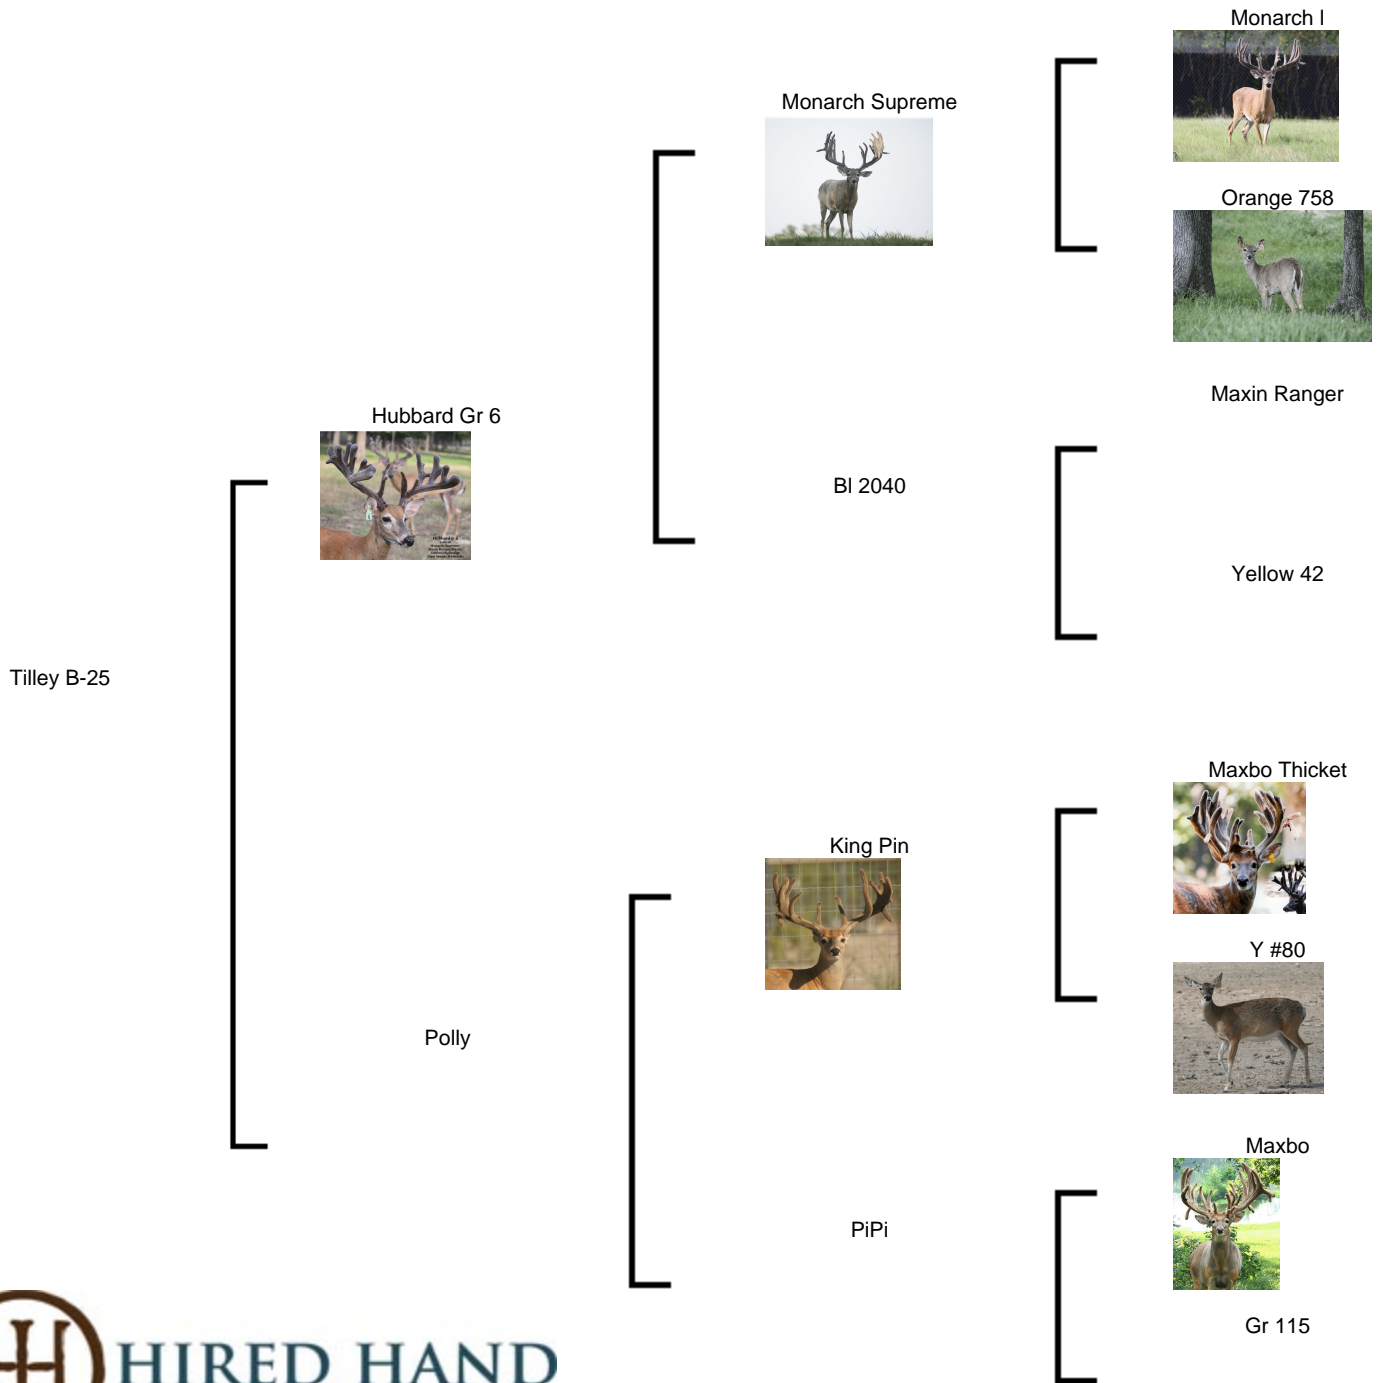 Monarch l
Monarch Supreme
Orange 758
Maxin Ranger
Hubbard Gr 6
Bl 2040
Yellow 42
Tilley B-25
Maxbo Thicket
King Pin
Y #80
Polly
Maxbo
PiPi
Gr 115
HIRED HAND